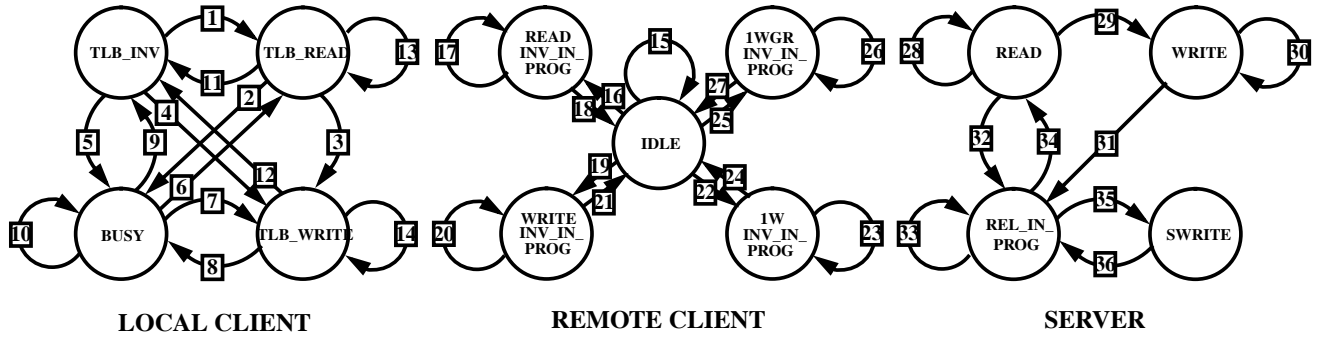 1
TLB_INV
TLB_READ
13
11
2
4
5
9
3
6
12
7
10
BUSY
TLB_WRITE
14
8
LOCAL CLIENT
17
READ
INV_IN_
PROG
15
1WGR
INV_IN_
PROG
26
27
16
18
25
IDLE
19
24
22
21
20
WRITE
INV_IN_
PROG
1W
INV_IN_
PROG
23
REMOTE CLIENT
29
28
READ
WRITE
30
32
34
31
35
33
REL_IN_
PROG
SWRITE
36
SERVER